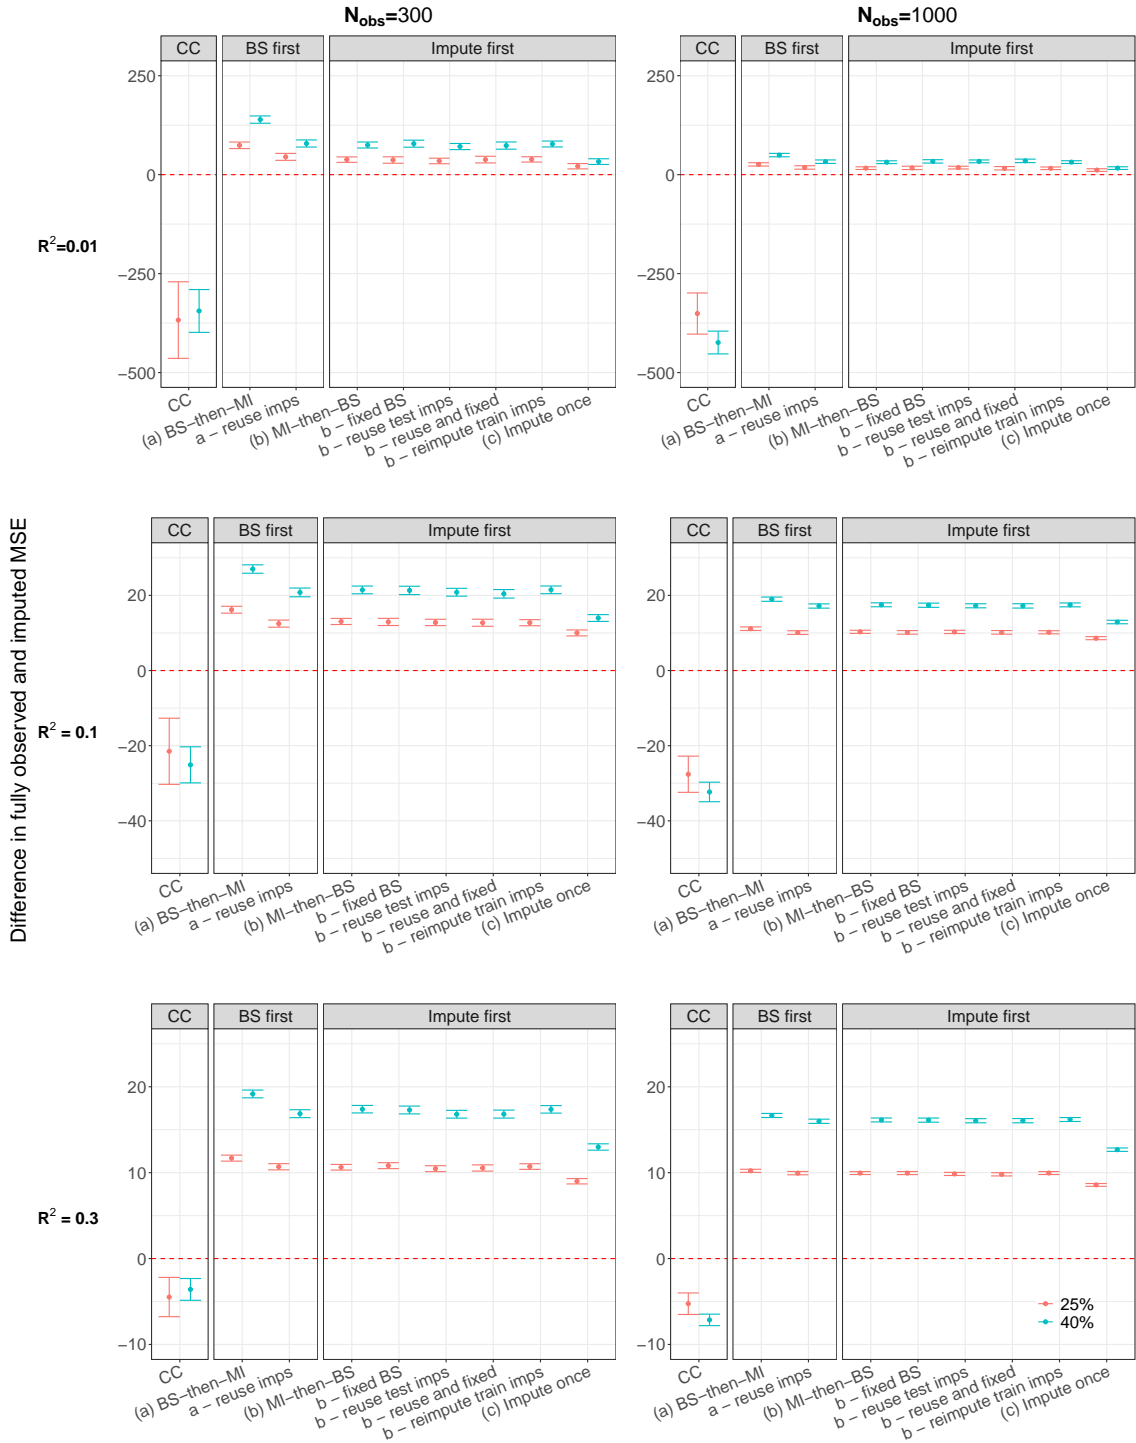 N_obs=300 N_obs=1000
CC BS first Impute first CC BS first Impute first
250 250
0 0
R²=0.01
−250 −250
−500 −500
CC (a) BS−then−MI a − reuse imps (b) MI−then−BS b − fixed BS b − reuse test imps b − reuse and fixed b − reimpute train imps (c) Impute once CC (a) BS−then−MI a − reuse imps (b) MI−then−BS b − fixed BS b − reuse test imps b − reuse and fixed b − reimpute train imps (c) Impute once
Difference in fully observed and imputed MSE
CC BS first Impute first CC BS first Impute first
20 20
0 0
R² = 0.1
−20 −20
−40 −40
CC (a) BS−then−MI a − reuse imps (b) MI−then−BS b − fixed BS b − reuse test imps b − reuse and fixed b − reimpute train imps (c) Impute once CC (a) BS−then−MI a − reuse imps (b) MI−then−BS b − fixed BS b − reuse test imps b − reuse and fixed b − reimpute train imps (c) Impute once
CC BS first Impute first CC BS first Impute first
20 20
10 10
R² = 0.3
0 0
25%
40%
−10 −10
CC (a) BS−then−MI a − reuse imps (b) MI−then−BS b − fixed BS b − reuse test imps b − reuse and fixed b − reimpute train imps (c) Impute once CC (a) BS−then−MI a − reuse imps (b) MI−then−BS b − fixed BS b − reuse test imps b − reuse and fixed b − reimpute train imps (c) Impute once